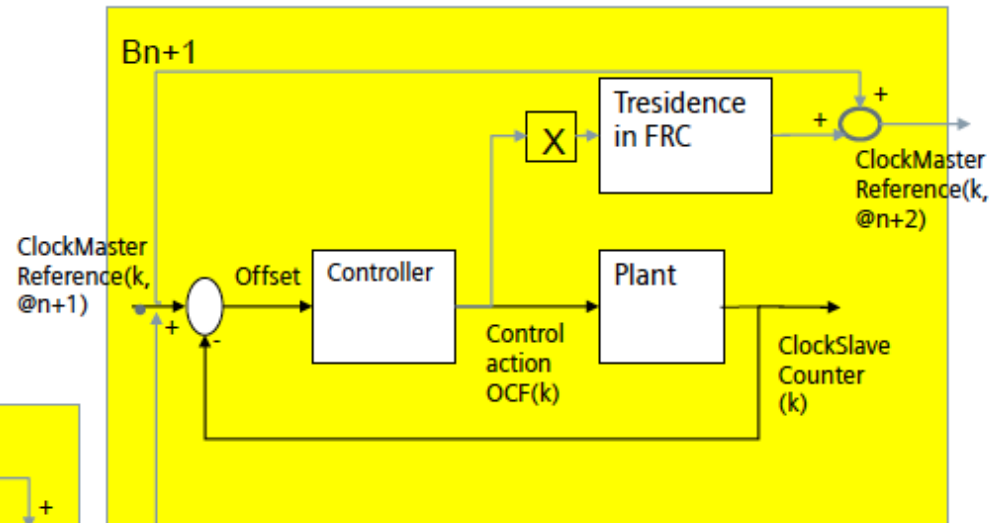 Bn+1
Tresidence
in FRC
+
+
X
ClockMaster
Reference(k,
@n+2)
ClockMaster
Reference(k,
@n+1)
Offset
Controller
Plant
+
-
Control
action
OCF(k)
ClockSlave
Counter
(k)
+